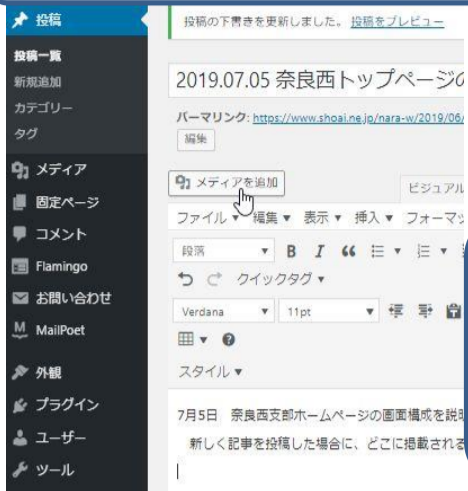 投稿
投稿一覧
新規追加
カテゴリー
タグ
メディア
固定ページ
コメント
Flamingo
お問い合わせ
MailPoet
外観
プラグイン
ユーザー
ツール
投稿の下書きを更新しました。 投稿をプレビュー
2019.07.05 奈良西トップページの
パーマリンク: https://www.shoai.ne.jp/nara-w/2019/06/
編集
メディアを追加
ビジュアル
ファイル ▼ 編集 ▼ 表示 ▼ 挿入 ▼ フォーマッ
段落 ▼ B I
クイックタグ ▼
Verdana ▼ 11pt ▼
スタイル ▼
7月5日 奈良西支部ホームページの画面構成を説明
新しく記事を投稿した場合に、どこに掲載される